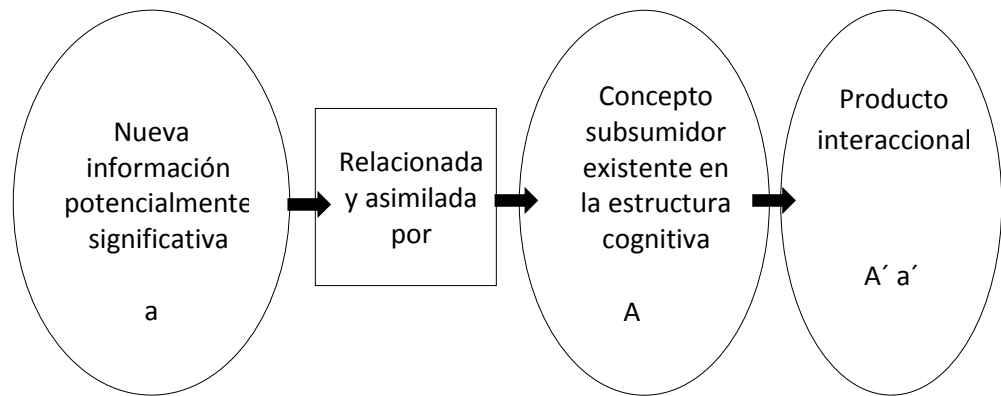 Nueva
información
potencialmente
significativa
a
Relacionada
y asimilada
por
Concepto
subsumidor
existente en
la estructura
cognitiva
A
Producto
interaccional
A´ a´